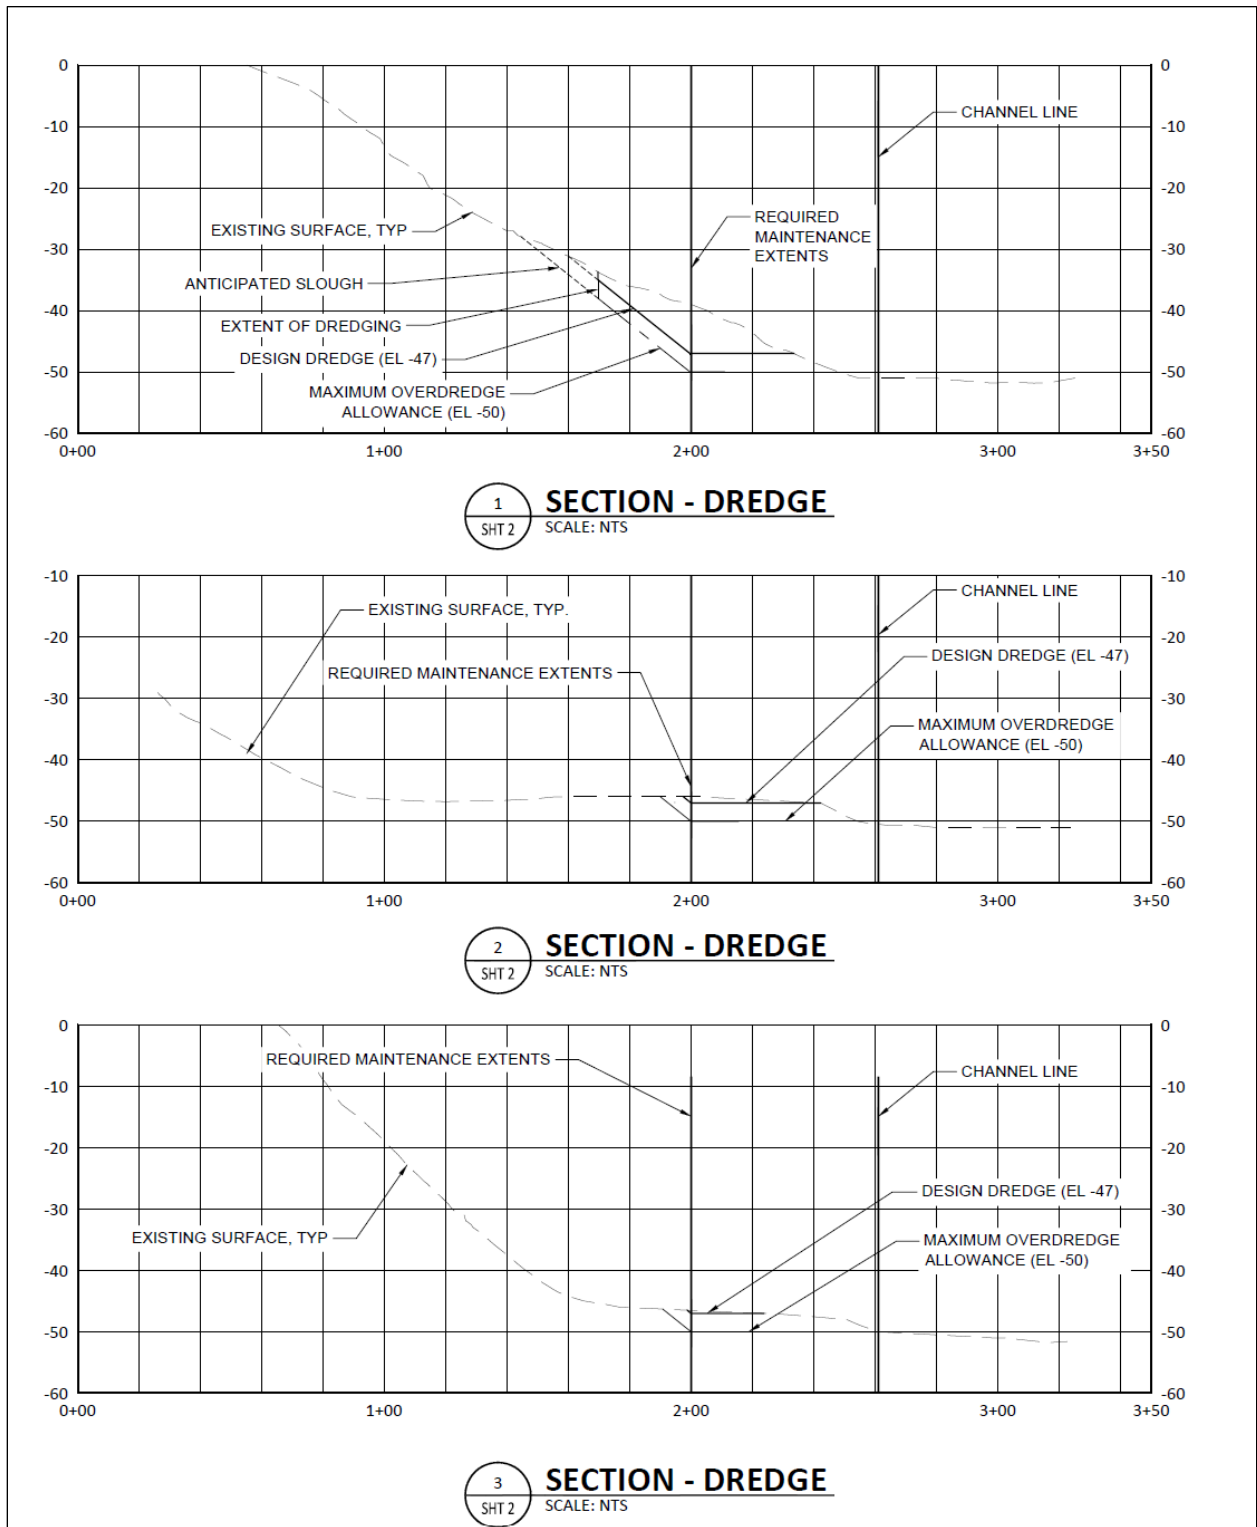 0 0
CHANNEL LINE
-10 -10
-20 -20
REQUIRED
MAINTENANCE
EXTENTS
EXISTING SURFACE, TYP
-30 -30
ANTICIPATED SLOUGH
-40 -40
EXTENT OF DREDGING
DESIGN DREDGE (EL -47)
-50 -50
MAXIMUM OVERDREDGE
ALLOWANCE (EL -50)
-60 -60
0+00 1+00 2+00 3+00 3+50
1
SHT 2
SECTION - DREDGE
SCALE: NTS
-10 -10
CHANNEL LINE
EXISTING SURFACE, TYP.
-20 -20
DESIGN DREDGE (EL -47)
REQUIRED MAINTENANCE EXTENTS
-30 -30
MAXIMUM OVERDREDGE
ALLOWANCE (EL -50)
-40 -40
-50 -50
-60 -60
0+00 1+00 2+00 3+00 3+50
2
SHT 2
SECTION - DREDGE
SCALE: NTS
0 0
REQUIRED MAINTENANCE EXTENTS
CHANNEL LINE
-10 -10
-20 -20
DESIGN DREDGE (EL -47)
-30 -30
EXISTING SURFACE, TYP
MAXIMUM OVERDREDGE
ALLOWANCE (EL -50)
-40 -40
-50 -50
-60 -60
0+00 1+00 2+00 3+00 3+50
3
SHT 2
SECTION - DREDGE
SCALE: NTS